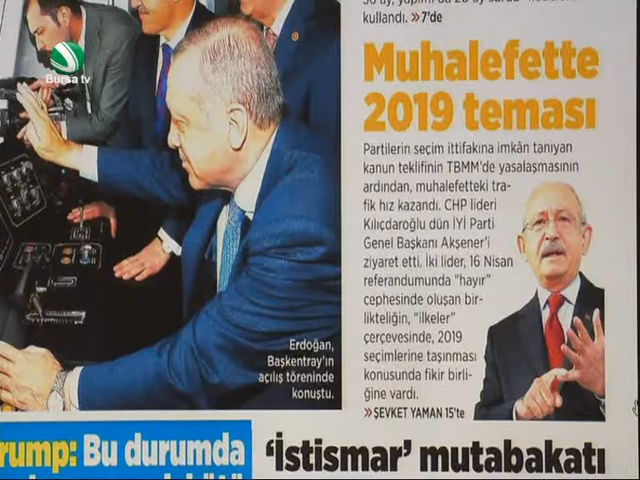 Bursa tv
kullandı. »7'de
Muhalefette
2019 teması
Partilerin seçim ittifakına imkân tanıyan
kanun teklifinin TBMM'de yasalaşmasının
ardından, muhalefetteki tra-
fik hız kazandı. CHP lideri
Kılıçdaroğlu dün İYİ Parti
Genel Başkanı Akşener'i
ziyaret etti. İki lider, 16 Nisan
referandumunda "hayır"
cephesinde oluşan bir-
likteliğin, "ilkeler"
çerçevesinde, 2019
seçimlerine taşınması
konusunda fikir birli-
ğine vardı.
»ŞEVKET YAMAN 15'te
Erdoğan,
Başkentray'ın
açılış töreninde
konuştu.
rump: Bu durumda
'İstismar' mutabakatı